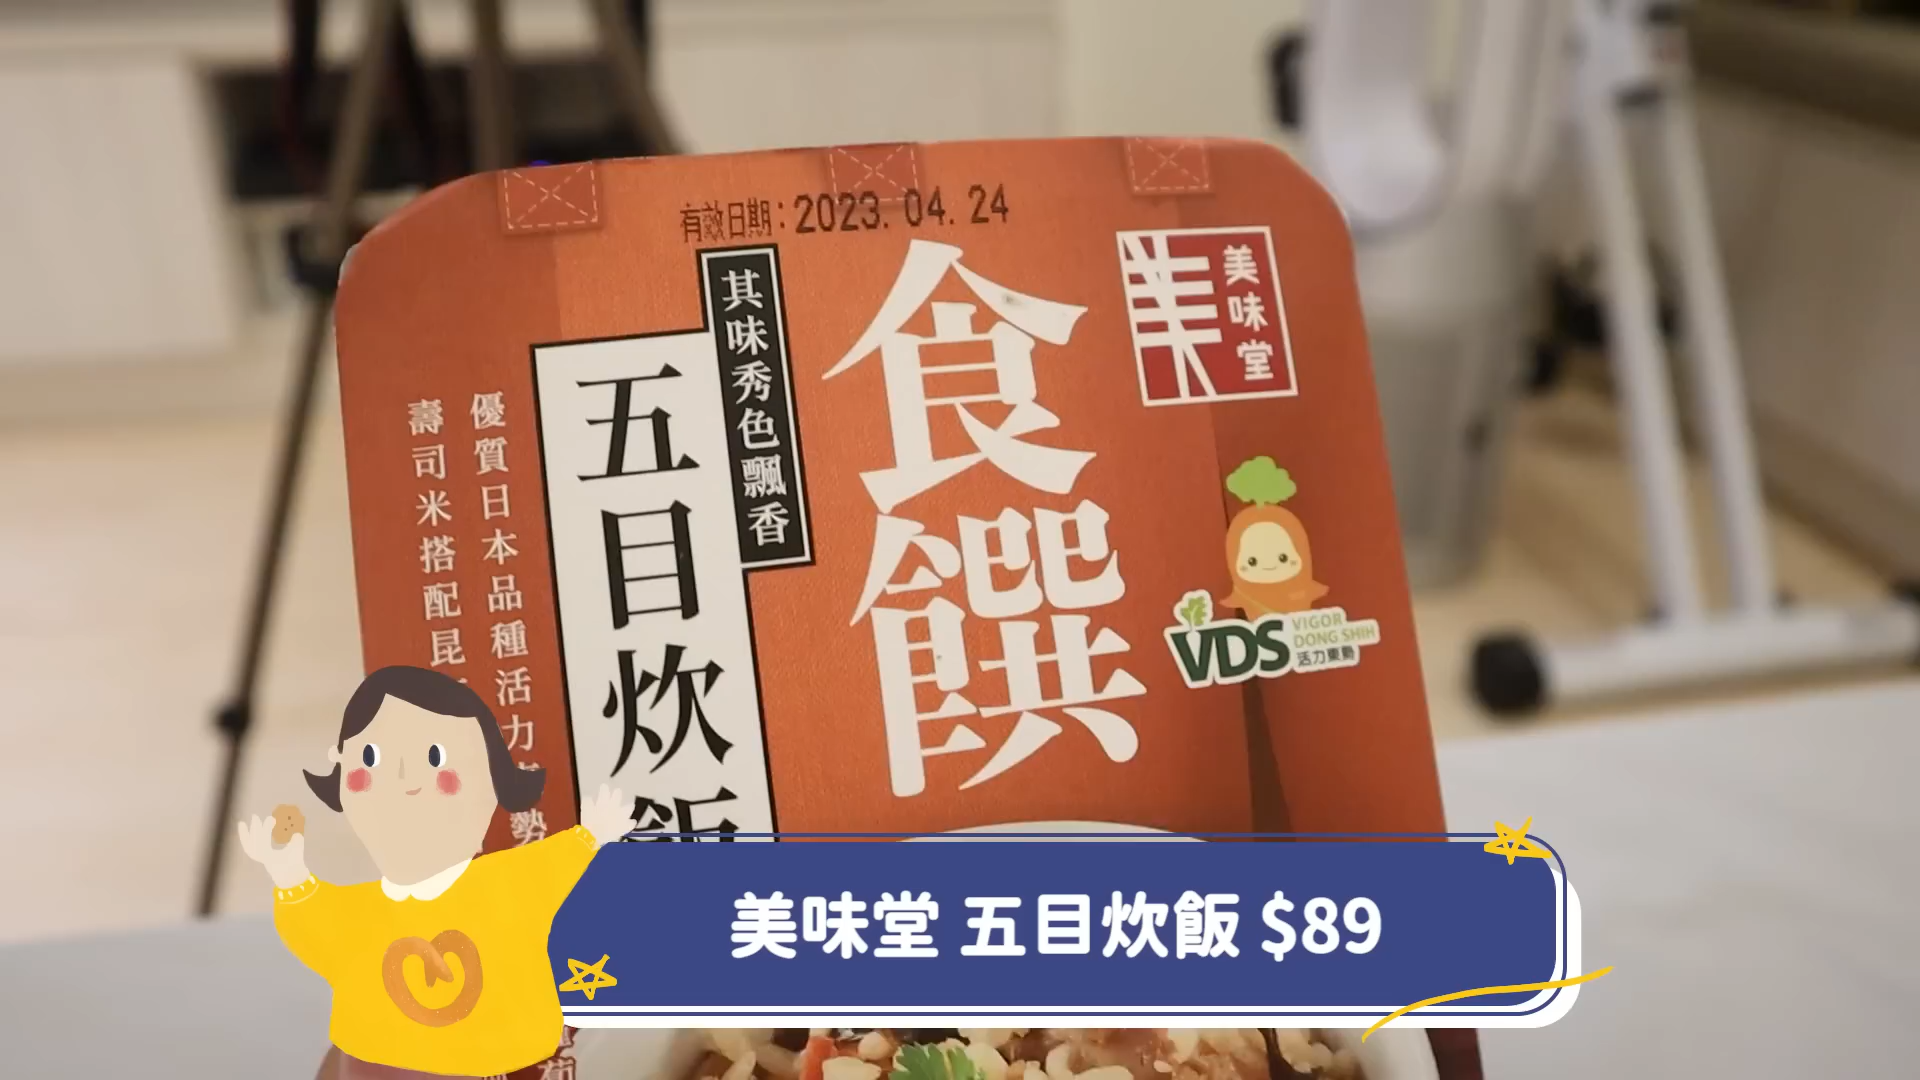 有效日期：2023. 04. 24
美味堂
食饌
其味秀色飄香
五目炊飯
優質日本品種活力
勢
壽司米搭配昆
VDS
VIGOR
DONG SHIH
活力東勢
美味堂 五目炊飯 $89